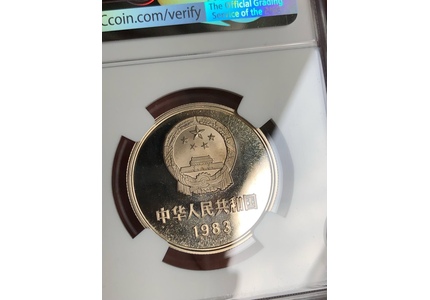 Ccoin.com/verify
The Official Grading
Service of the
中华人民共和国
1983